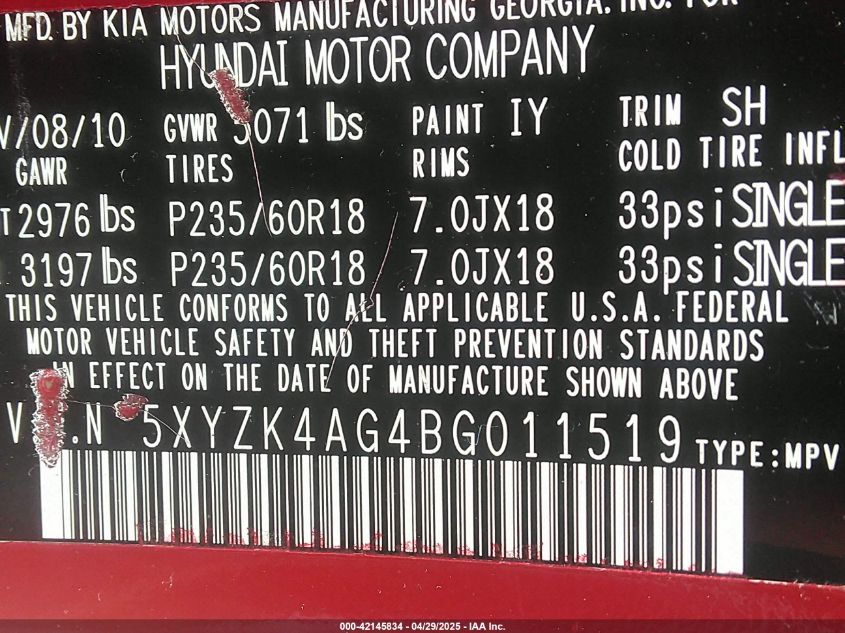 MFD. BY KIA MOTORS MANUFACTURING GEORGIA, INC. FOR
HYUNDAI MOTOR COMPANY
/08/10 GVWR 5071 lbs PAINT IY TRIM SH
GAWR TIRES RIMS COLD TIRE INFL
T 2976 lbs P235/60R18 7.0JX18 33psi SINGLE
3197 lbs P235/60R18 7.0JX18 33psi SINGLE
THIS VEHICLE CONFORMS TO ALL APPLICABLE U.S.A. FEDERAL
MOTOR VEHICLE SAFETY AND THEFT PREVENTION STANDARDS
IN EFFECT ON THE DATE OF MANUFACTURE SHOWN ABOVE
V .N 5XYZK4AG4BG011519 TYPE:MPV
000-42145834 - 04/29/2025 - IAA Inc.